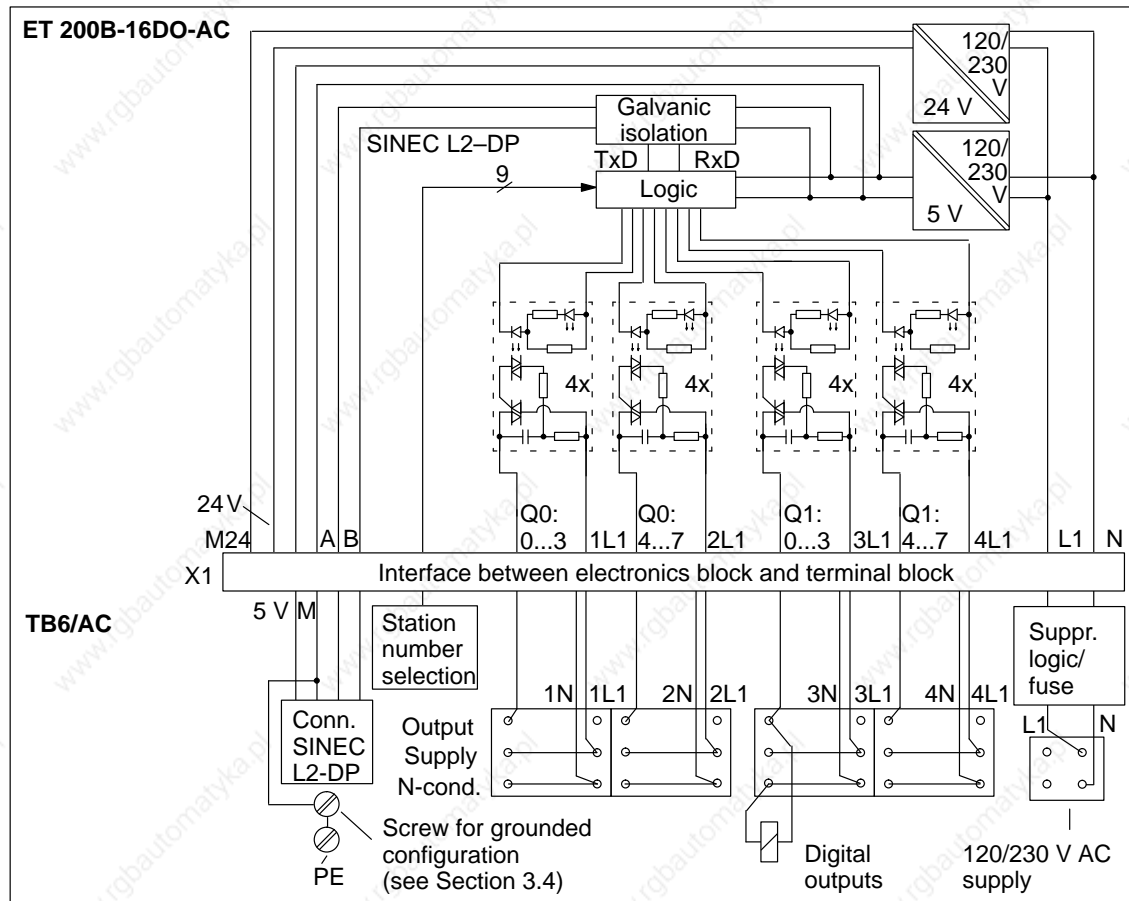 ET 200B-16DO-AC
120/
230
V
24 V
Galvanic
isolation
SINEC L2–DP
TxD RxD
120/
230
V
5 V
9
Logic
4x 4x 4x 4x
24 V
M24 A B
Q0:
0...3 1L1
Q0:
4...7 2L1
Q1:
0...3 3L1
Q1:
4...7 4L1
L1 N
X1 Interface between electronics block and terminal block
5 V M
TB6/AC
Station
number
selection
Suppr.
logic/
fuse
1N 1L1 2N 2L1 3N 3L1 4N 4L1
Conn.
SINEC
L2-DP
Output
Supply
N-cond.
L1 N
Screw for grounded
configuration
(see Section 3.4)
PE
Digital
outputs
120/230 V AC
supply
www.rgbautomatyka.pl